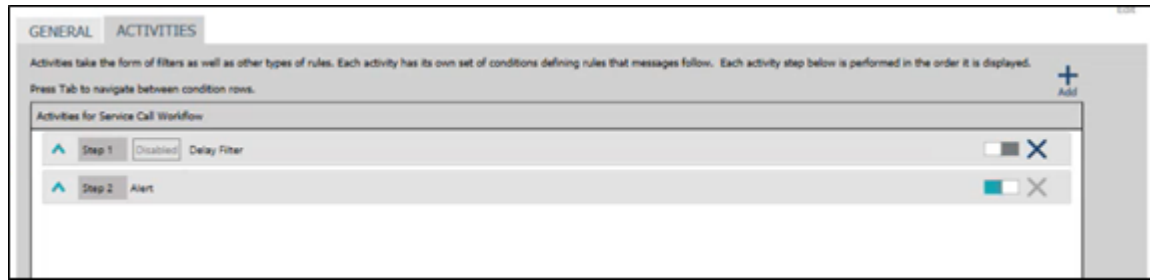 Edit
GENERAL ACTIVITIES
Activities take the form of filters as well as other types of rules. Each activity has its own set of conditions defining rules that messages follow. Each activity step below is performed in the order it is displayed.
Add
Press Tab to navigate between condition rows.
Activities for Service Call Workflow
Step 1 Disabled Delay Filter
Step 2 Alert